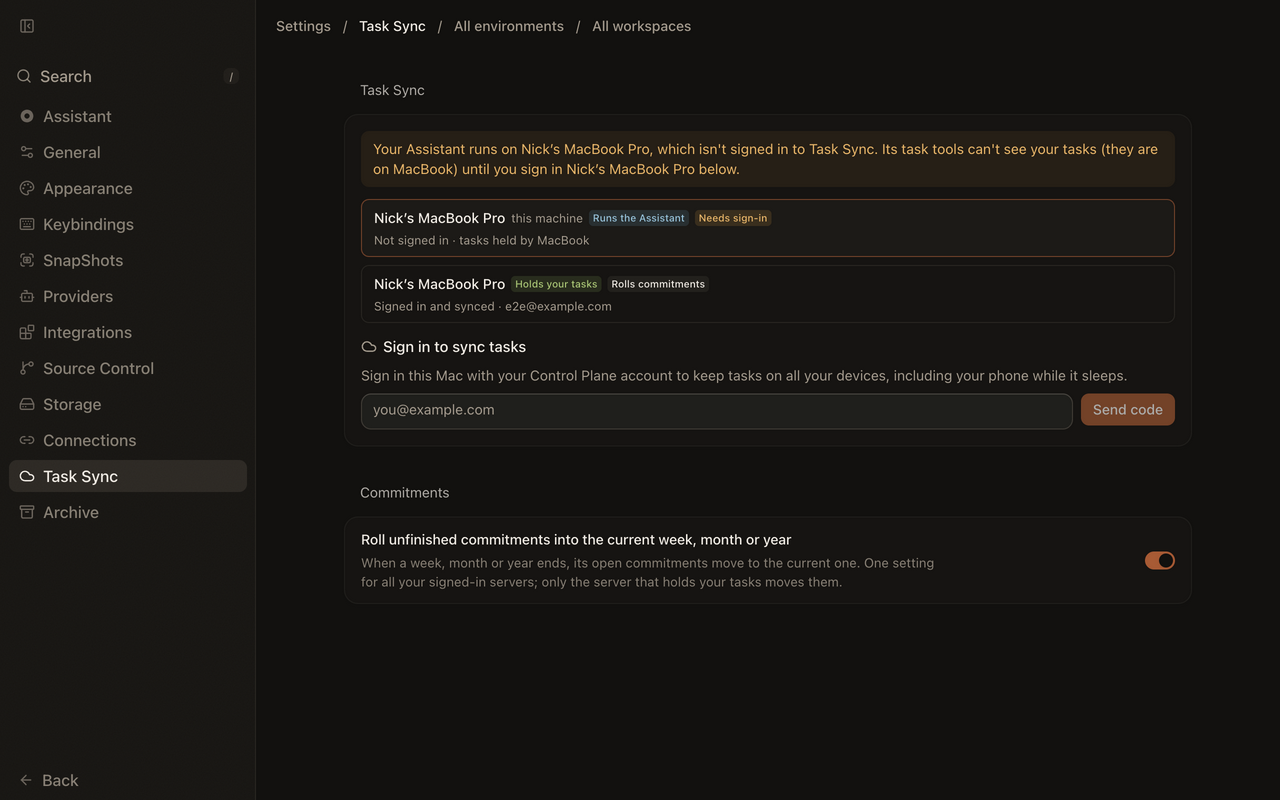 Settings / Task Sync / All environments / All workspaces
Search /
Assistant
General
Appearance
Keybindings
SnapShots
Providers
Integrations
Source Control
Storage
Connections
Task Sync
Archive
Back
Task Sync
Your Assistant runs on Nick’s MacBook Pro, which isn't signed in to Task Sync. Its task tools can't see your tasks (they are
on MacBook) until you sign in Nick’s MacBook Pro below.
Nick’s MacBook Pro this machine Runs the Assistant Needs sign-in
Not signed in · tasks held by MacBook
Nick’s MacBook Pro Holds your tasks Rolls commitments
Signed in and synced · e2e@example.com
Sign in to sync tasks
Sign in this Mac with your Control Plane account to keep tasks on all your devices, including your phone while it sleeps.
you@example.com Send code
Commitments
Roll unfinished commitments into the current week, month or year
When a week, month or year ends, its open commitments move to the current one. One setting
for all your signed-in servers; only the server that holds your tasks moves them.